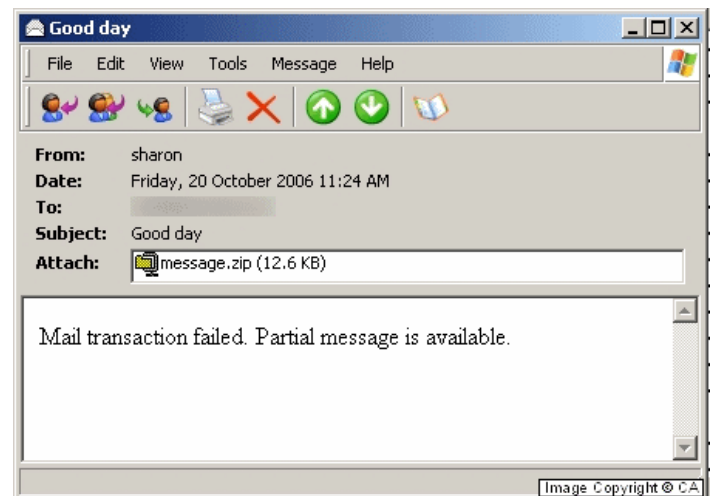 Good day
File Edit View Tools Message Help
From: sharon
Date: Friday, 20 October 2006 11:24 AM
To:
Subject: Good day
Attach: message.zip (12.6 KB)
Mail transaction failed. Partial message is available.
Image Copyright © CA